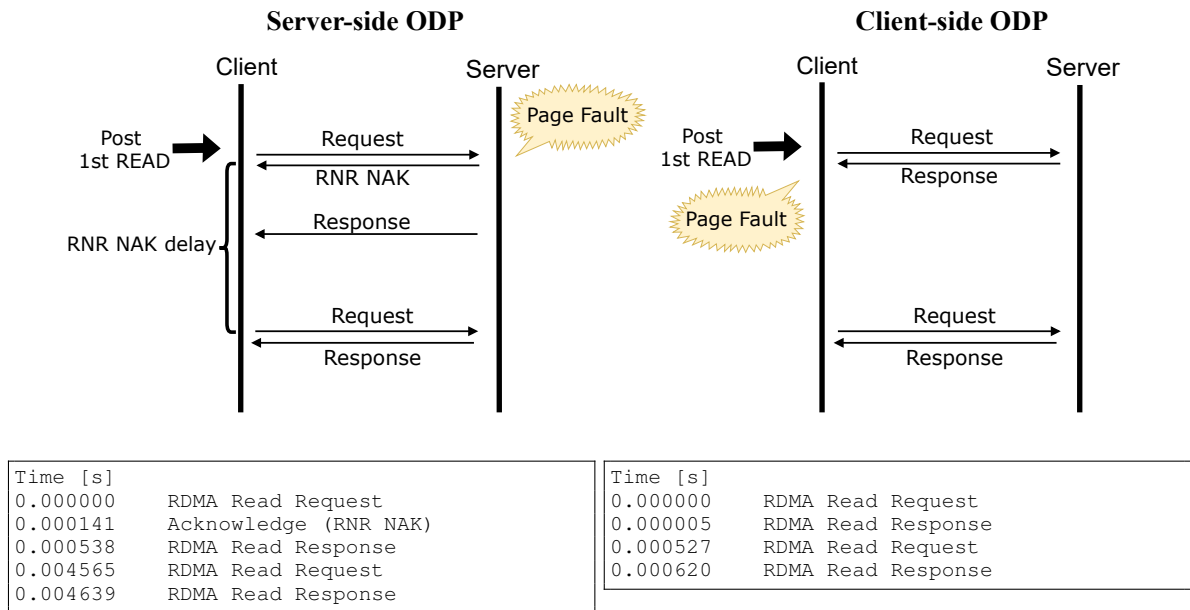 Server-side ODP
Client
Server
Page Fault
Post
1st READ
Request
RNR NAK
Response
RNR NAK delay
Request
Response
Client-side ODP
Client
Server
Post
1st READ
Request
Response
Page Fault
Request
Response
Time [s]
0.000000 RDMA Read Request
0.000141 Acknowledge (RNR NAK)
0.000538 RDMA Read Response
0.004565 RDMA Read Request
0.004639 RDMA Read Response
Time [s]
0.000000 RDMA Read Request
0.000005 RDMA Read Response
0.000527 RDMA Read Request
0.000620 RDMA Read Response